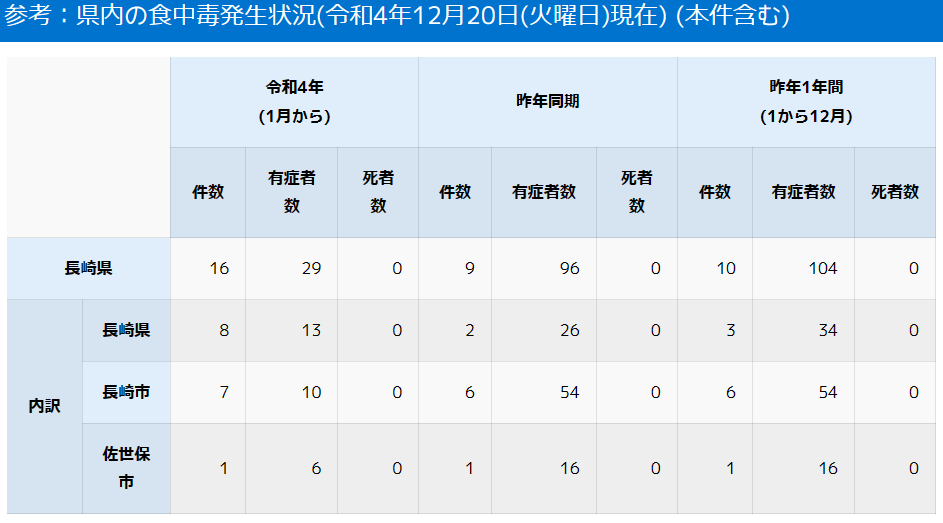 参考：県内の食中毒発生状況(令和4年12月20日(火曜日)現在) (本件含む)
令和4年
(1月から)
昨年同期
昨年1年間
(1から12月)
件数
有症者
数
死者
数
件数
有症者数
死者
数
件数
有症者数
死者数
長崎県 16 29 0 9 96 0 10 104 0
内訳
長崎県 8 13 0 2 26 0 3 34 0
長崎市 7 10 0 6 54 0 6 54 0
佐世保
市
1 6 0 1 16 0 1 16 0